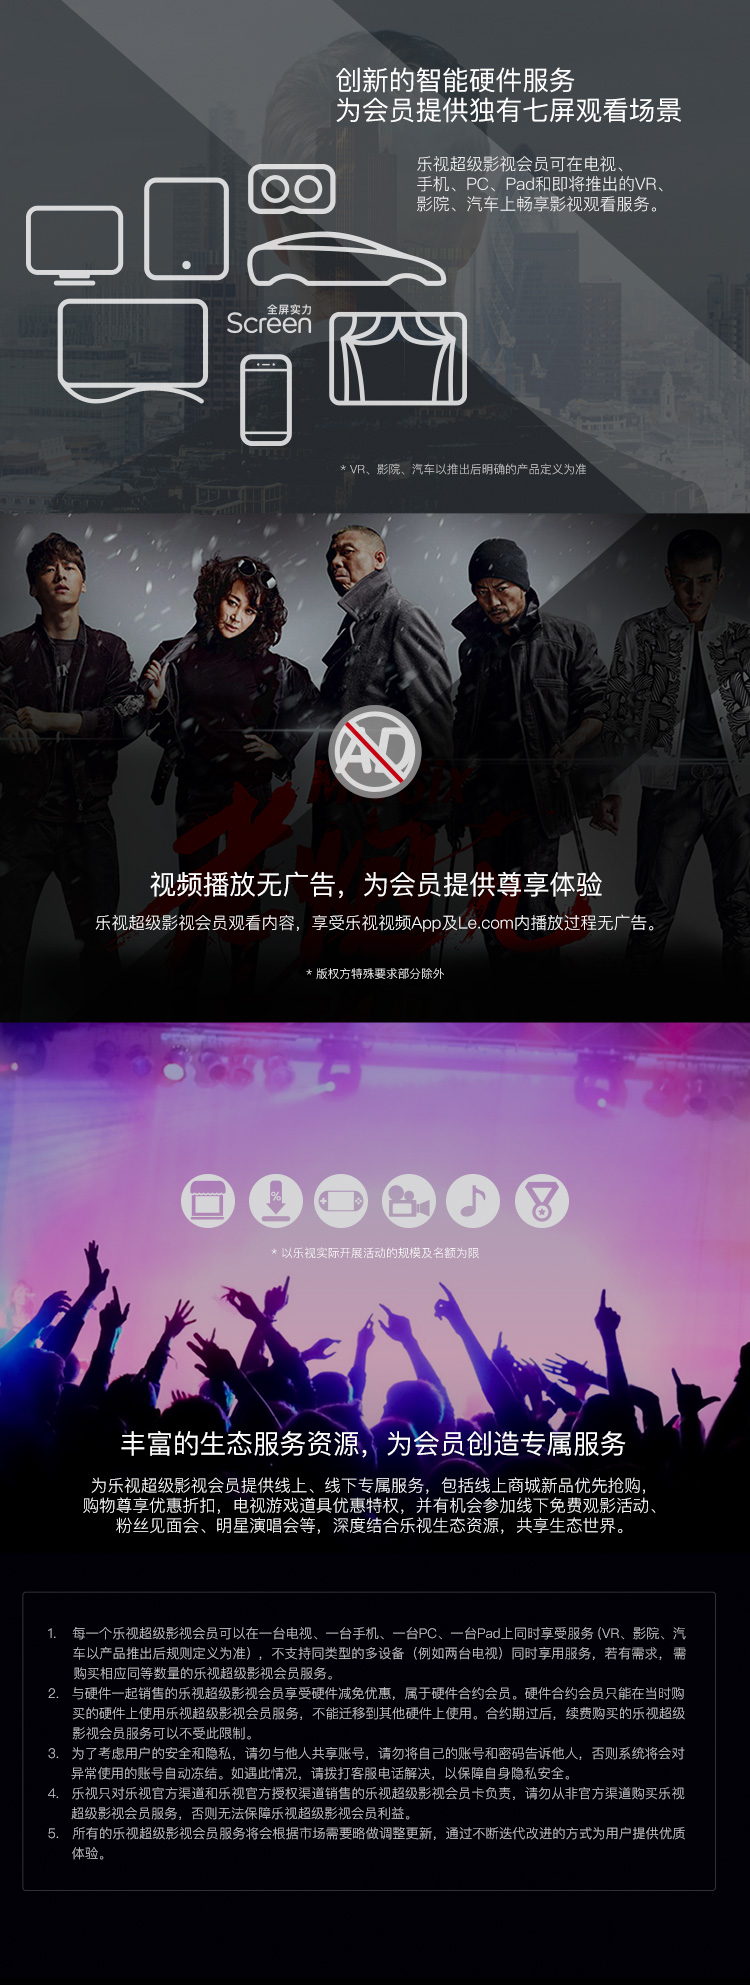 创新的智能硬件服务
为会员提供独有七屏观看场景
乐视超级影视会员可在电视、
手机、PC、Pad和即将推出的VR、
影院、汽车上畅享影视观看服务。
全屏实力
Screen
* VR、影院、汽车以推出后明确的产品定义为准
AD
Mr.Six
老炮儿
视频播放无广告，为会员提供尊享体验
乐视超级影视会员观看内容，享受乐视视频App及Le.com内播放过程无广告。
* 版权方特殊要求部分除外
%
* 以乐视实际开展活动的规模及名额为限
丰富的生态服务资源，为会员创造专属服务
为乐视超级影视会员提供线上、线下专属服务，包括线上商城新品优先抢购，
购物尊享优惠折扣，电视游戏道具优惠特权，并有机会参加线下免费观影活动、
粉丝见面会、明星演唱会等，深度结合乐视生态资源，共享生态世界。
1. 每一个乐视超级影视会员可以在一台电视、一台手机、一台PC、一台Pad上同时享受服务 (VR、影院、汽
车以产品推出后规则定义为准），不支持同类型的多设备（例如两台电视）同时享用服务，若有需求，需
购买相应同等数量的乐视超级影视会员服务。
2. 与硬件一起销售的乐视超级影视会员享受硬件减免优惠，属于硬件合约会员。硬件合约会员只能在当时购
买的硬件上使用乐视超级影视会员服务，不能迁移到其他硬件上使用。合约期过后，续费购买的乐视超级
影视会员服务可以不受此限制。
3. 为了考虑用户的安全和隐私，请勿与他人共享账号，请勿将自己的账号和密码告诉他人，否则系统将会对
异常使用的账号自动冻结。如遇此情况，请拨打客服电话解决，以保障自身隐私安全。
4. 乐视只对乐视官方渠道和乐视官方授权渠道销售的乐视超级影视会员卡负责，请勿从非官方渠道购买乐视
超级影视会员服务，否则无法保障乐视超级影视会员利益。
5. 所有的乐视超级影视会员服务将会根据市场需要略做调整更新，通过不断迭代改进的方式为用户提供优质
体验。